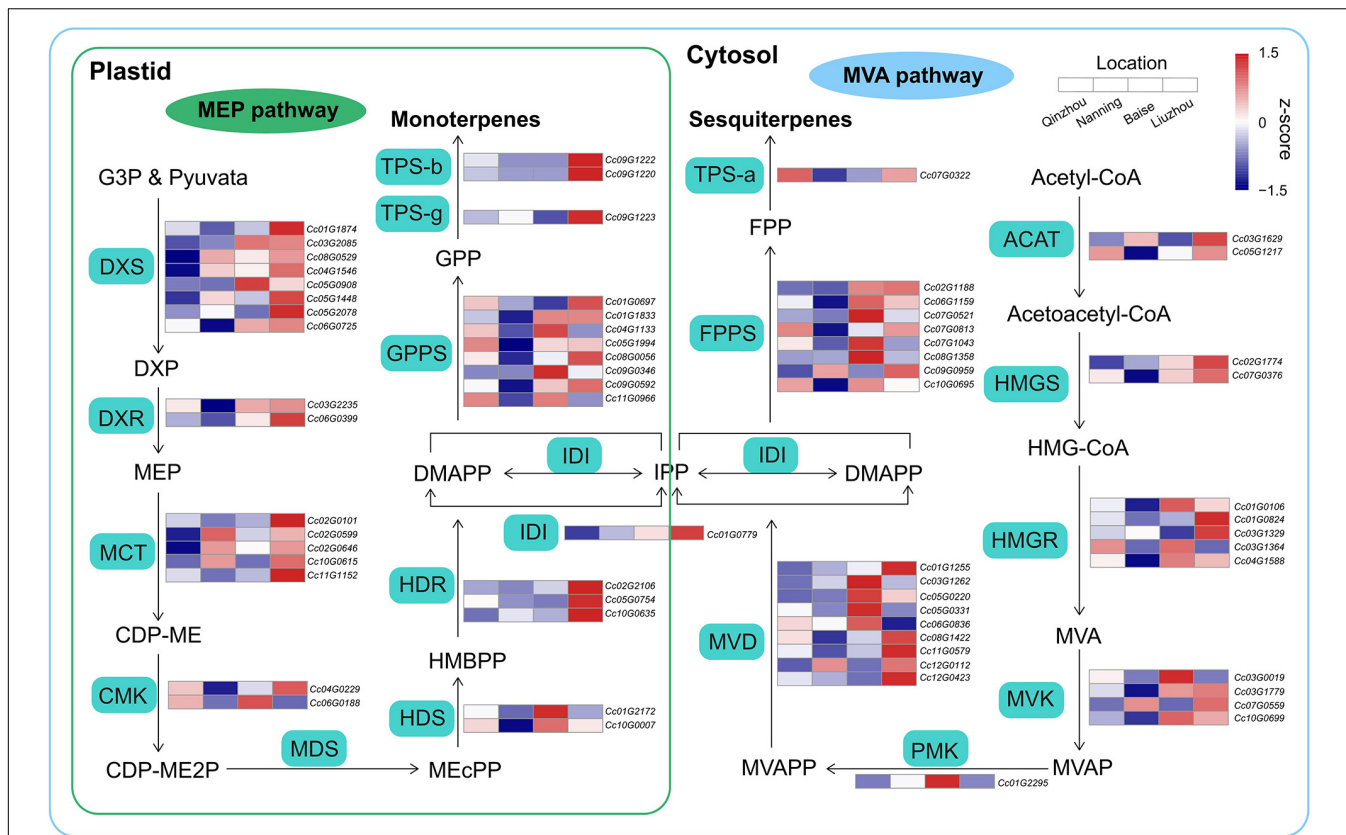 Plastid
MEP pathway
G3P & Pyuvata
DXS
Cc01G1874
Cc03G2085
Cc08G0529
Cc04G1546
Cc05G0908
Cc05G1448
Cc05G2078
Cc06G0725
DXP
DXR
Cc03G2235
Cc06G0399
MEP
MCT
Cc02G0101
Cc02G0599
Cc02G0646
Cc10G0615
Cc11G1152
CDP-ME
CMK
Cc04G0229
Cc06G0188
CDP-ME2P
MDS
MEcPP
HDS
Cc01G2172
Cc10G0007
HMBPP
HDR
Cc02G2106
Cc05G0754
Cc10G0635
IDI
Cc01G0779
DMAPP
IDI
IPP
IDI
DMAPP
GPPS
Cc01G0697
Cc01G1833
Cc04G1133
Cc05G1994
Cc08G0056
Cc09G0346
Cc09G0592
Cc11G0966
GPP
TPS-g
Cc09G1223
TPS-b
Cc09G1222
Cc09G1220
Monoterpenes
Cytosol
MVA pathway
Location
Qinzhou
Nanning
Baise
Liuzhou
1.5
0
−1.5
z-score
Sesquiterpenes
TPS-a
Cc07G0322
FPP
FPPS
Cc02G1188
Cc06G1159
Cc07G0521
Cc07G0813
Cc07G1043
Cc08G1358
Cc09G0959
Cc10G0695
MVD
Cc01G1255
Cc03G1262
Cc05G0220
Cc05G0331
Cc06G0836
Cc08G1422
Cc11G0579
Cc12G0112
Cc12G0423
MVAPP
PMK
Cc01G2295
MVAP
Acetyl-CoA
ACAT
Cc03G1629
Cc05G1217
Acetoacetyl-CoA
HMGS
Cc02G1774
Cc07G0376
HMG-CoA
HMGR
Cc01G0106
Cc01G0824
Cc03G1329
Cc03G1364
Cc04G1588
MVA
MVK
Cc03G0019
Cc03G1779
Cc07G0559
Cc10G0699